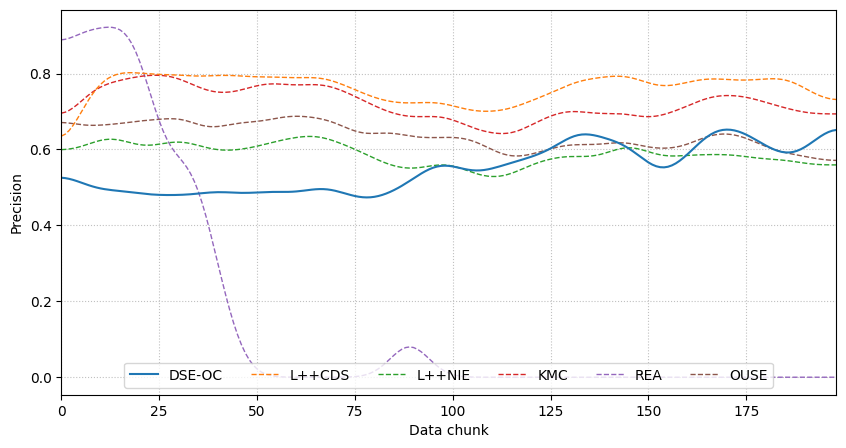 Precision
0.8
0.6
0.4
0.2
0.0
DSE-OC L++CDS L++NIE KMC REA OUSE
0 25 50 75 100 125 150 175
Data chunk